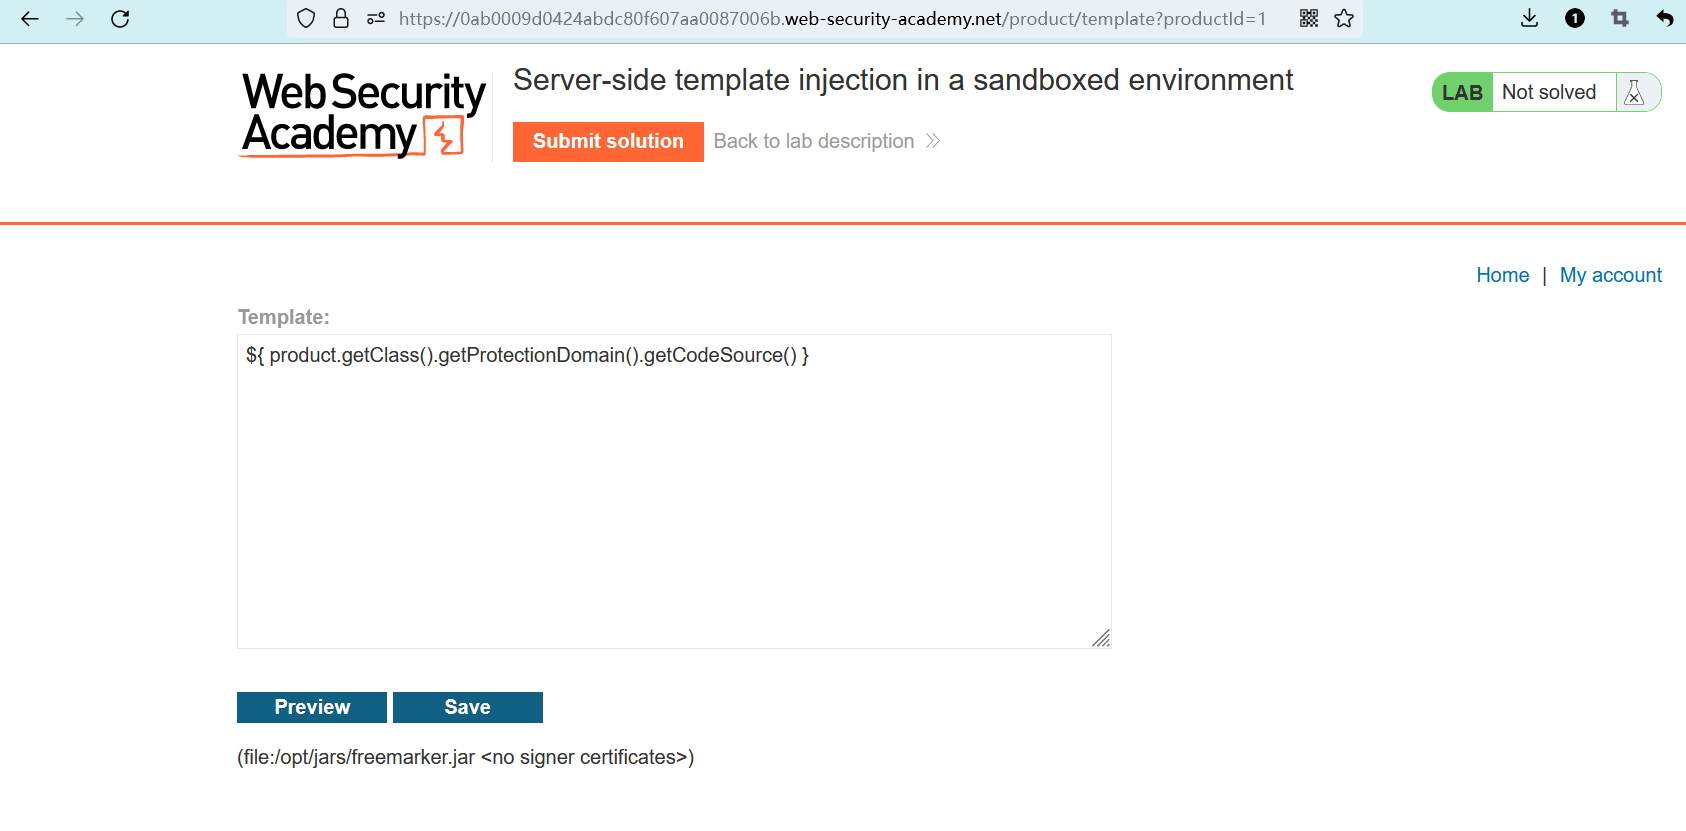 https://0ab0009d0424abdc80f607aa0087006b.web-security-academy.net/product/template?productId=1
1
Web Security
Academy
Server-side template injection in a sandboxed environment
Submit solution
Back to lab description
LAB
Not solved
Home | My account
Template:
${ product.getClass().getProtectionDomain().getCodeSource() }
Preview
Save
(file:/opt/jars/freemarker.jar <no signer certificates>)